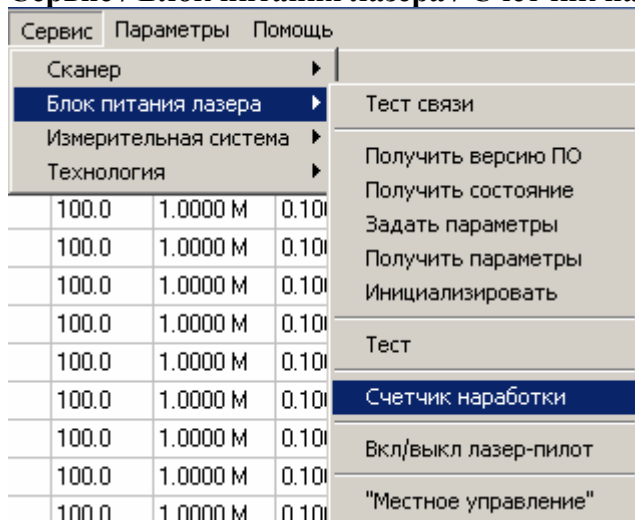 Сервис Параметры Помощь
Сканер
Блок питания лазера
Измерительная система
Технология
Тест связи
Получить версию ПО
Получить состояние
Задать параметры
Получить параметры
Инициализировать
Тест
Счетчик наработки
Вкл/выкл лазер-пилот
"Местное управление"
100.0 1.0000 M
100.0 1.0000 M
100.0 1.0000 M
100.0 1.0000 M
100.0 1.0000 M
100.0 1.0000 M
100.0 1.0000 M
100.0 1.0000 M
100.0 1.0000 M